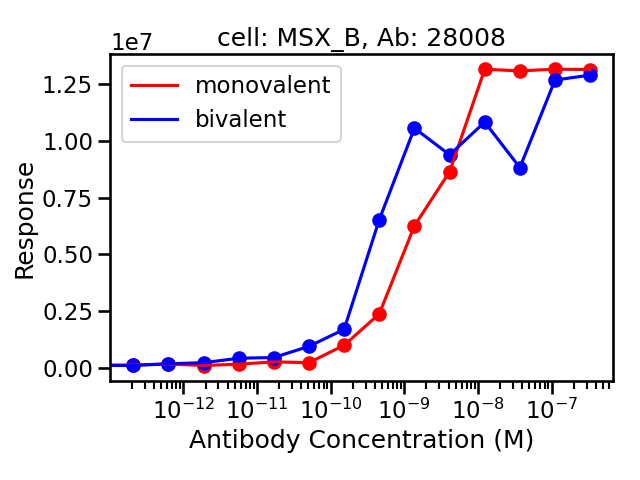 cell: MSX_B, Ab: 28008
1e7
monovalent
bivalent
1.25
1.00
0.75
0.50
0.25
0.00
Response
10⁻¹² 10⁻¹¹ 10⁻¹⁰ 10⁻⁹ 10⁻⁸ 10⁻⁷
Antibody Concentration (M)